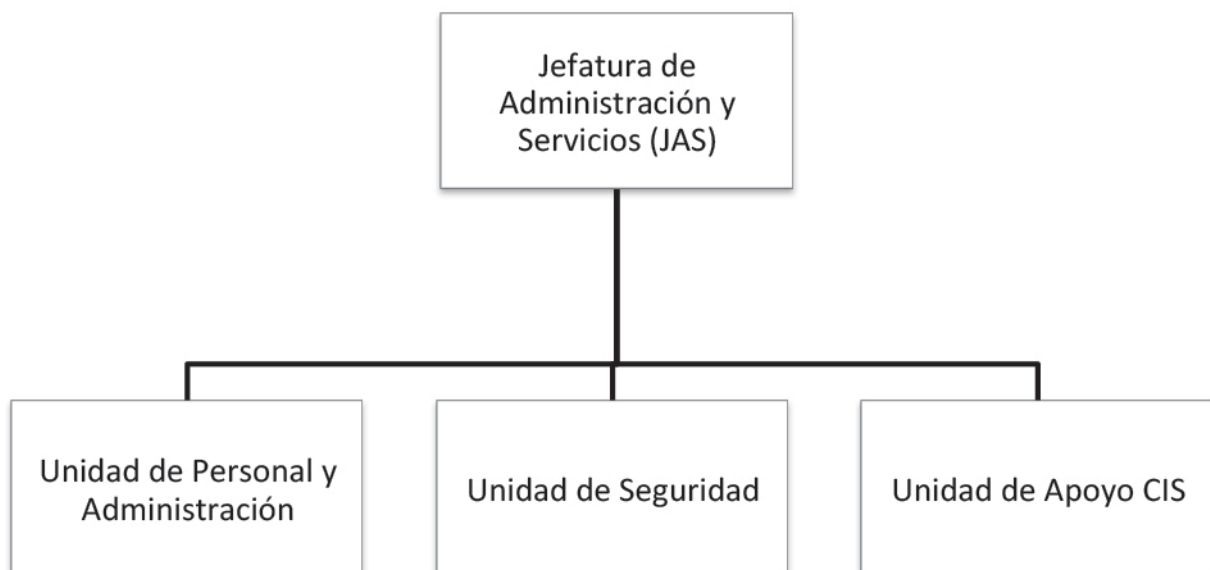 Jefatura de
Administración y
Servicios (JAS)
Unidad de Personal y
Administración
Unidad de Seguridad
Unidad de Apoyo CIS